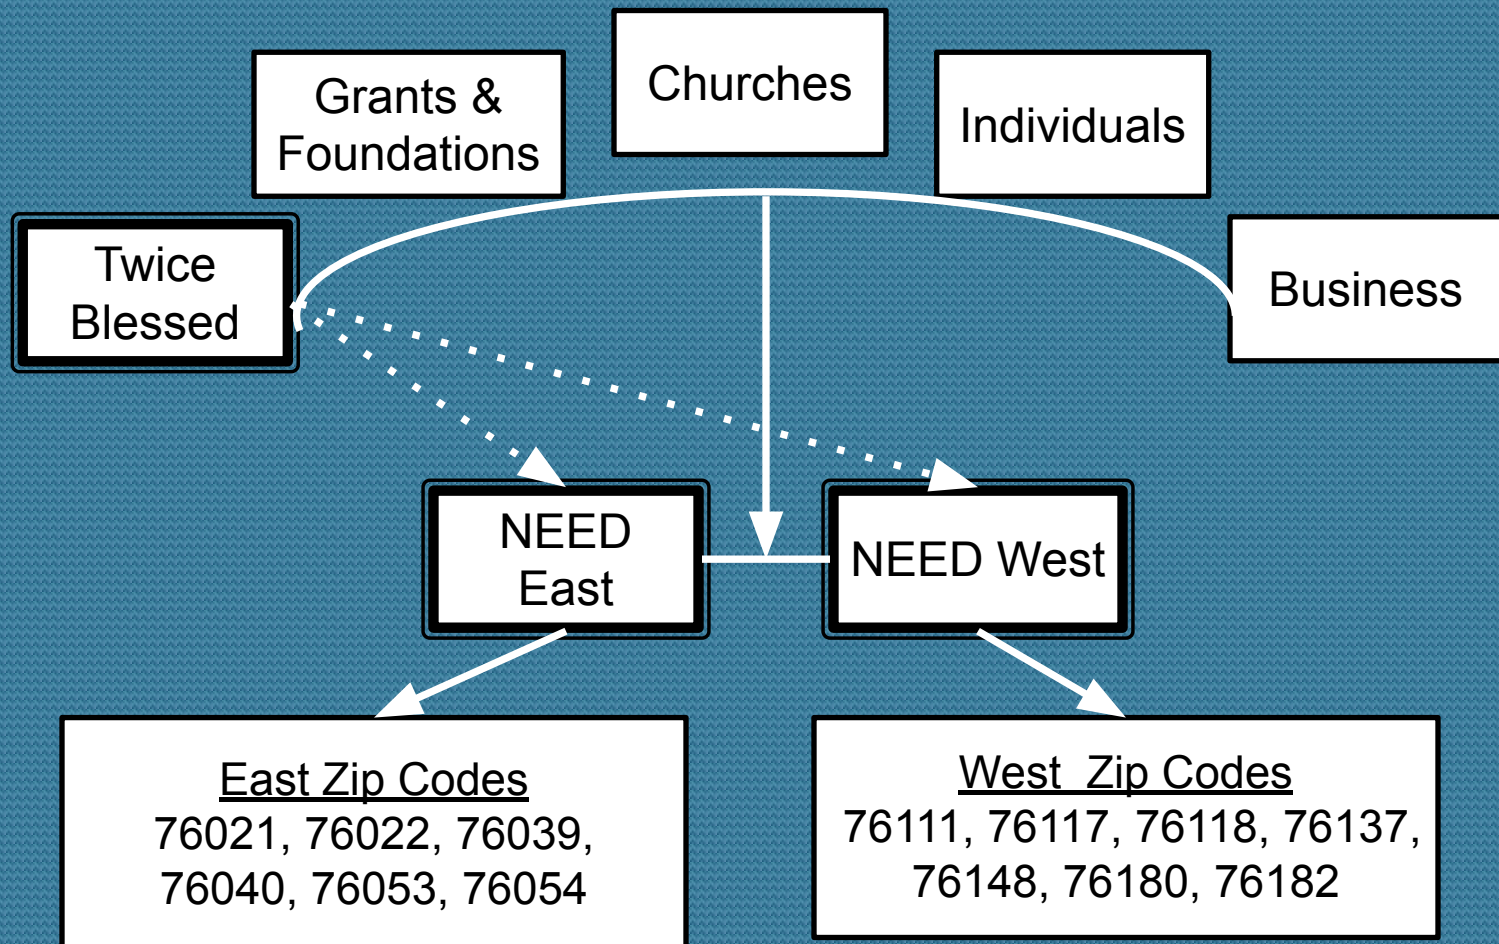 Churches
Grants &
Foundations
Individuals
Twice
Blessed
Business
NEED
East
NEED West
East Zip Codes
76021, 76022, 76039,
76040, 76053, 76054
West  Zip Codes
76111, 76117, 76118, 76137,
76148, 76180, 76182